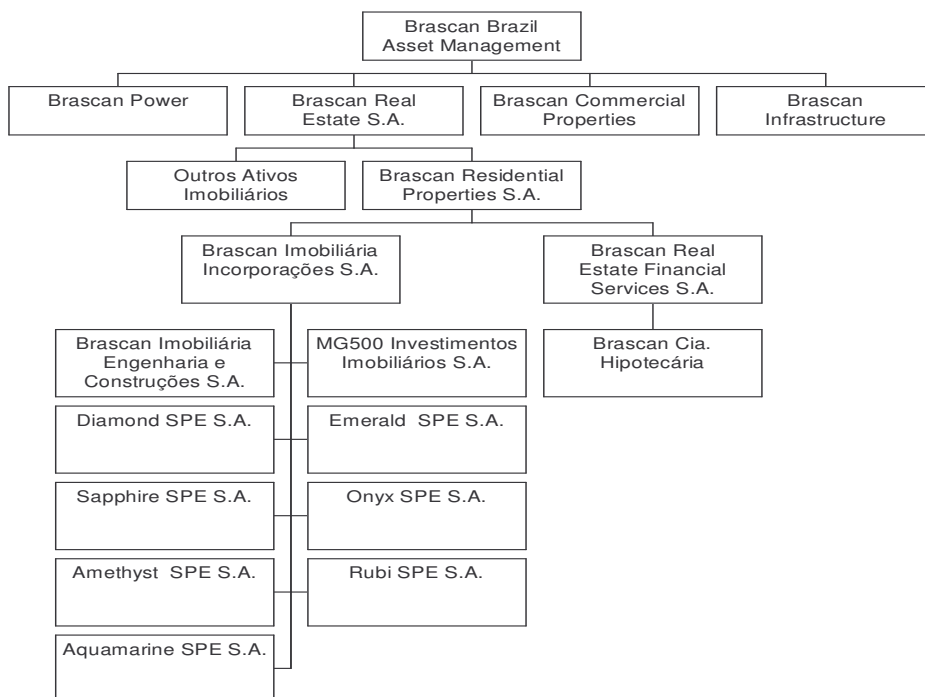 Brascan Brazil
Asset Management
Brascan Power
Brascan Real
Estate S.A.
Brascan Commercial
Properties
Brascan
Infrastructure
Outros Ativos
Imobiliários
Brascan Residential
Properties S.A.
Brascan Imobiliária
Incorporações S.A.
Brascan Real
Estate Financial
Services S.A.
Brascan Imobiliária
Engenharia e
Construções S.A.
MG500 Investimentos
Imobiliários S.A.
Brascan Cia.
Hipotecária
Diamond SPE S.A.
Emerald SPE S.A.
Sapphire SPE S.A.
Onyx SPE S.A.
Amethyst SPE S.A.
Rubi SPE S.A.
Aquamarine SPE S.A.